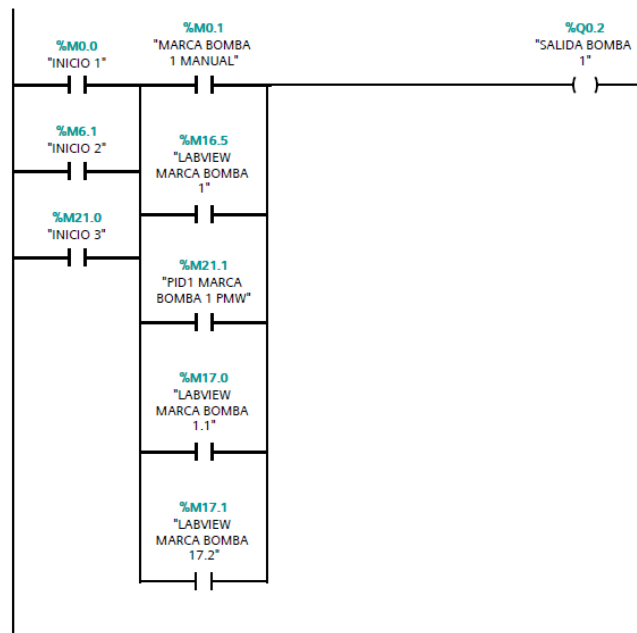 %M0.0
"INICIO 1"
%M0.1
"MARCA BOMBA
1 MANUAL"
%Q0.2
"SALIDA BOMBA
1"
%M6.1
"INICIO 2"
%M16.5
"LABVIEW
MARCA BOMBA
1"
%M21.0
"INICIO 3"
%M21.1
"PID1 MARCA
BOMBA 1 PMW"
%M17.0
"LABVIEW
MARCA BOMBA
1.1"
%M17.1
"LABVIEW
MARCA BOMBA
17.2"